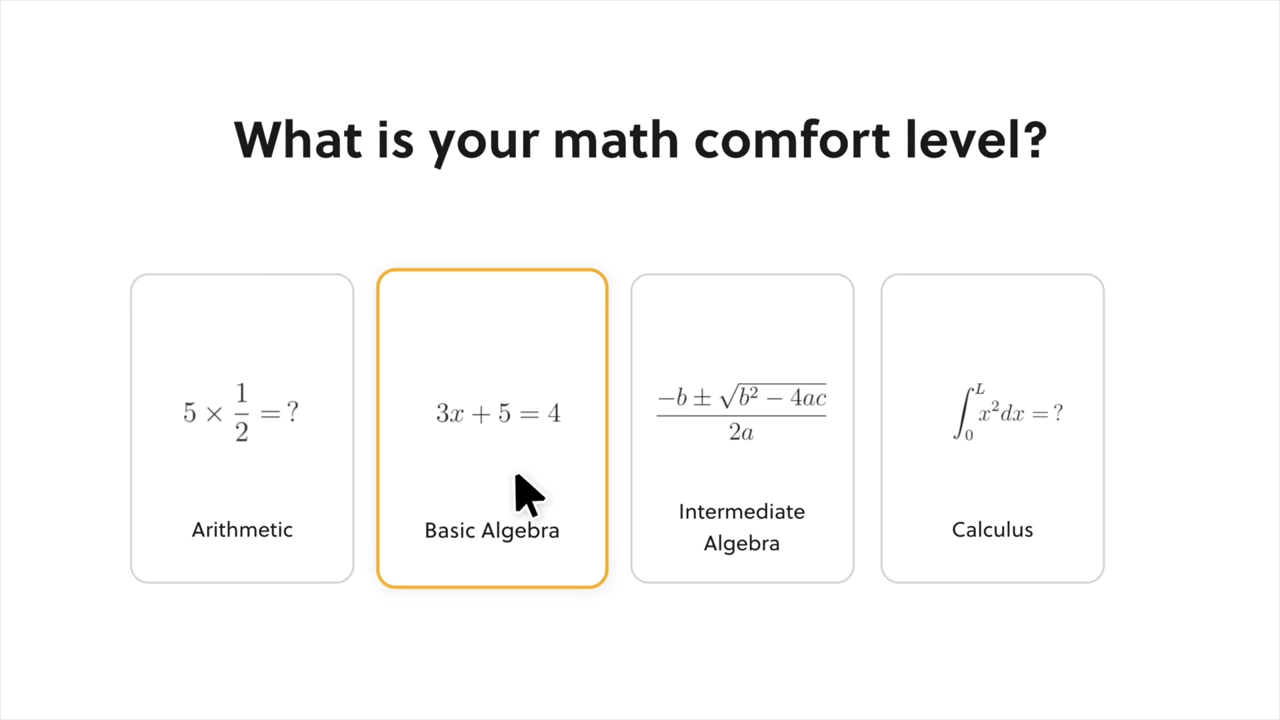 What is your math comfort level?
5 × 1/2 = ?
Arithmetic
3x + 5 = 4
Basic Algebra
−b ± √(b² − 4ac)
2a
Intermediate
Algebra
∫₀ᴸ x²dx = ?
Calculus